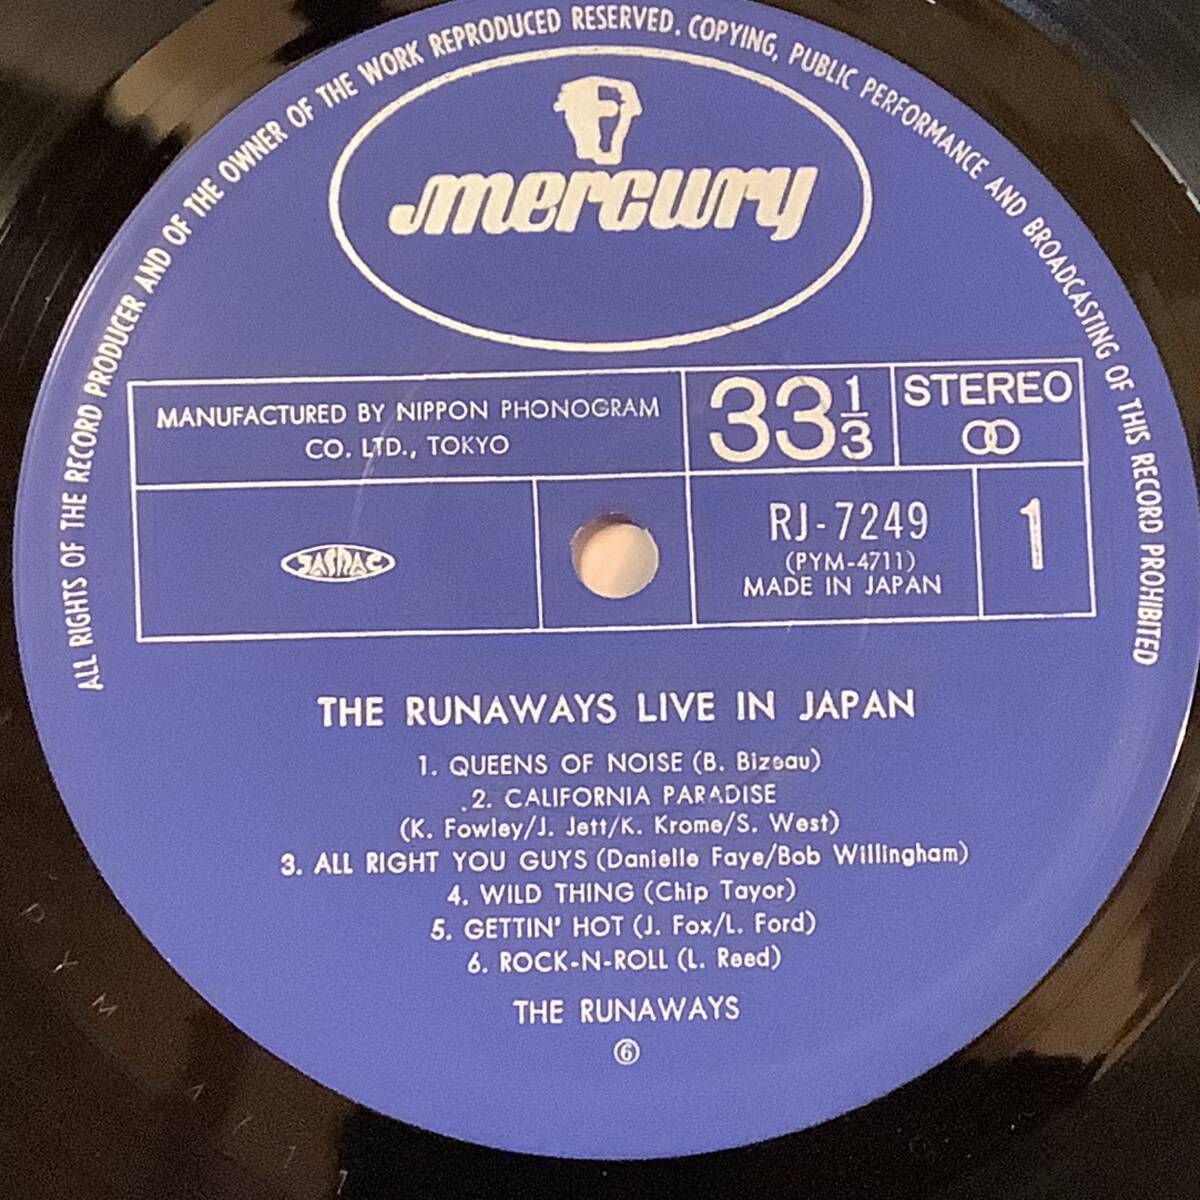 ALL RIGHTS OF THE RECORD PRODUCER AND OF THE OWNER OF THE WORK REPRODUCED RESERVED. COPYING, PUBLIC PERFORMANCE AND BROADCASTING OF THIS RECORD PROHIBITED
mercury
MANUFACTURED BY NIPPON PHONOGRAM
CO. LTD., TOKYO
33 1/3
STEREO
JASRAC
RJ-7249
(PYM-4711)
MADE IN JAPAN
1
THE RUNAWAYS LIVE IN JAPAN
1. QUEENS OF NOISE (B. Bizeau)
2. CALIFORNIA PARADISE
(K. Fowley/J. Jett/K. Krome/S. West)
3. ALL RIGHT YOU GUYS (Danielle Faye/Bob Willingham)
4. WILD THING (Chip Tayor)
5. GETTIN' HOT (J. Fox/L. Ford)
6. ROCK-N-ROLL (L. Reed)
THE RUNAWAYS
⑥